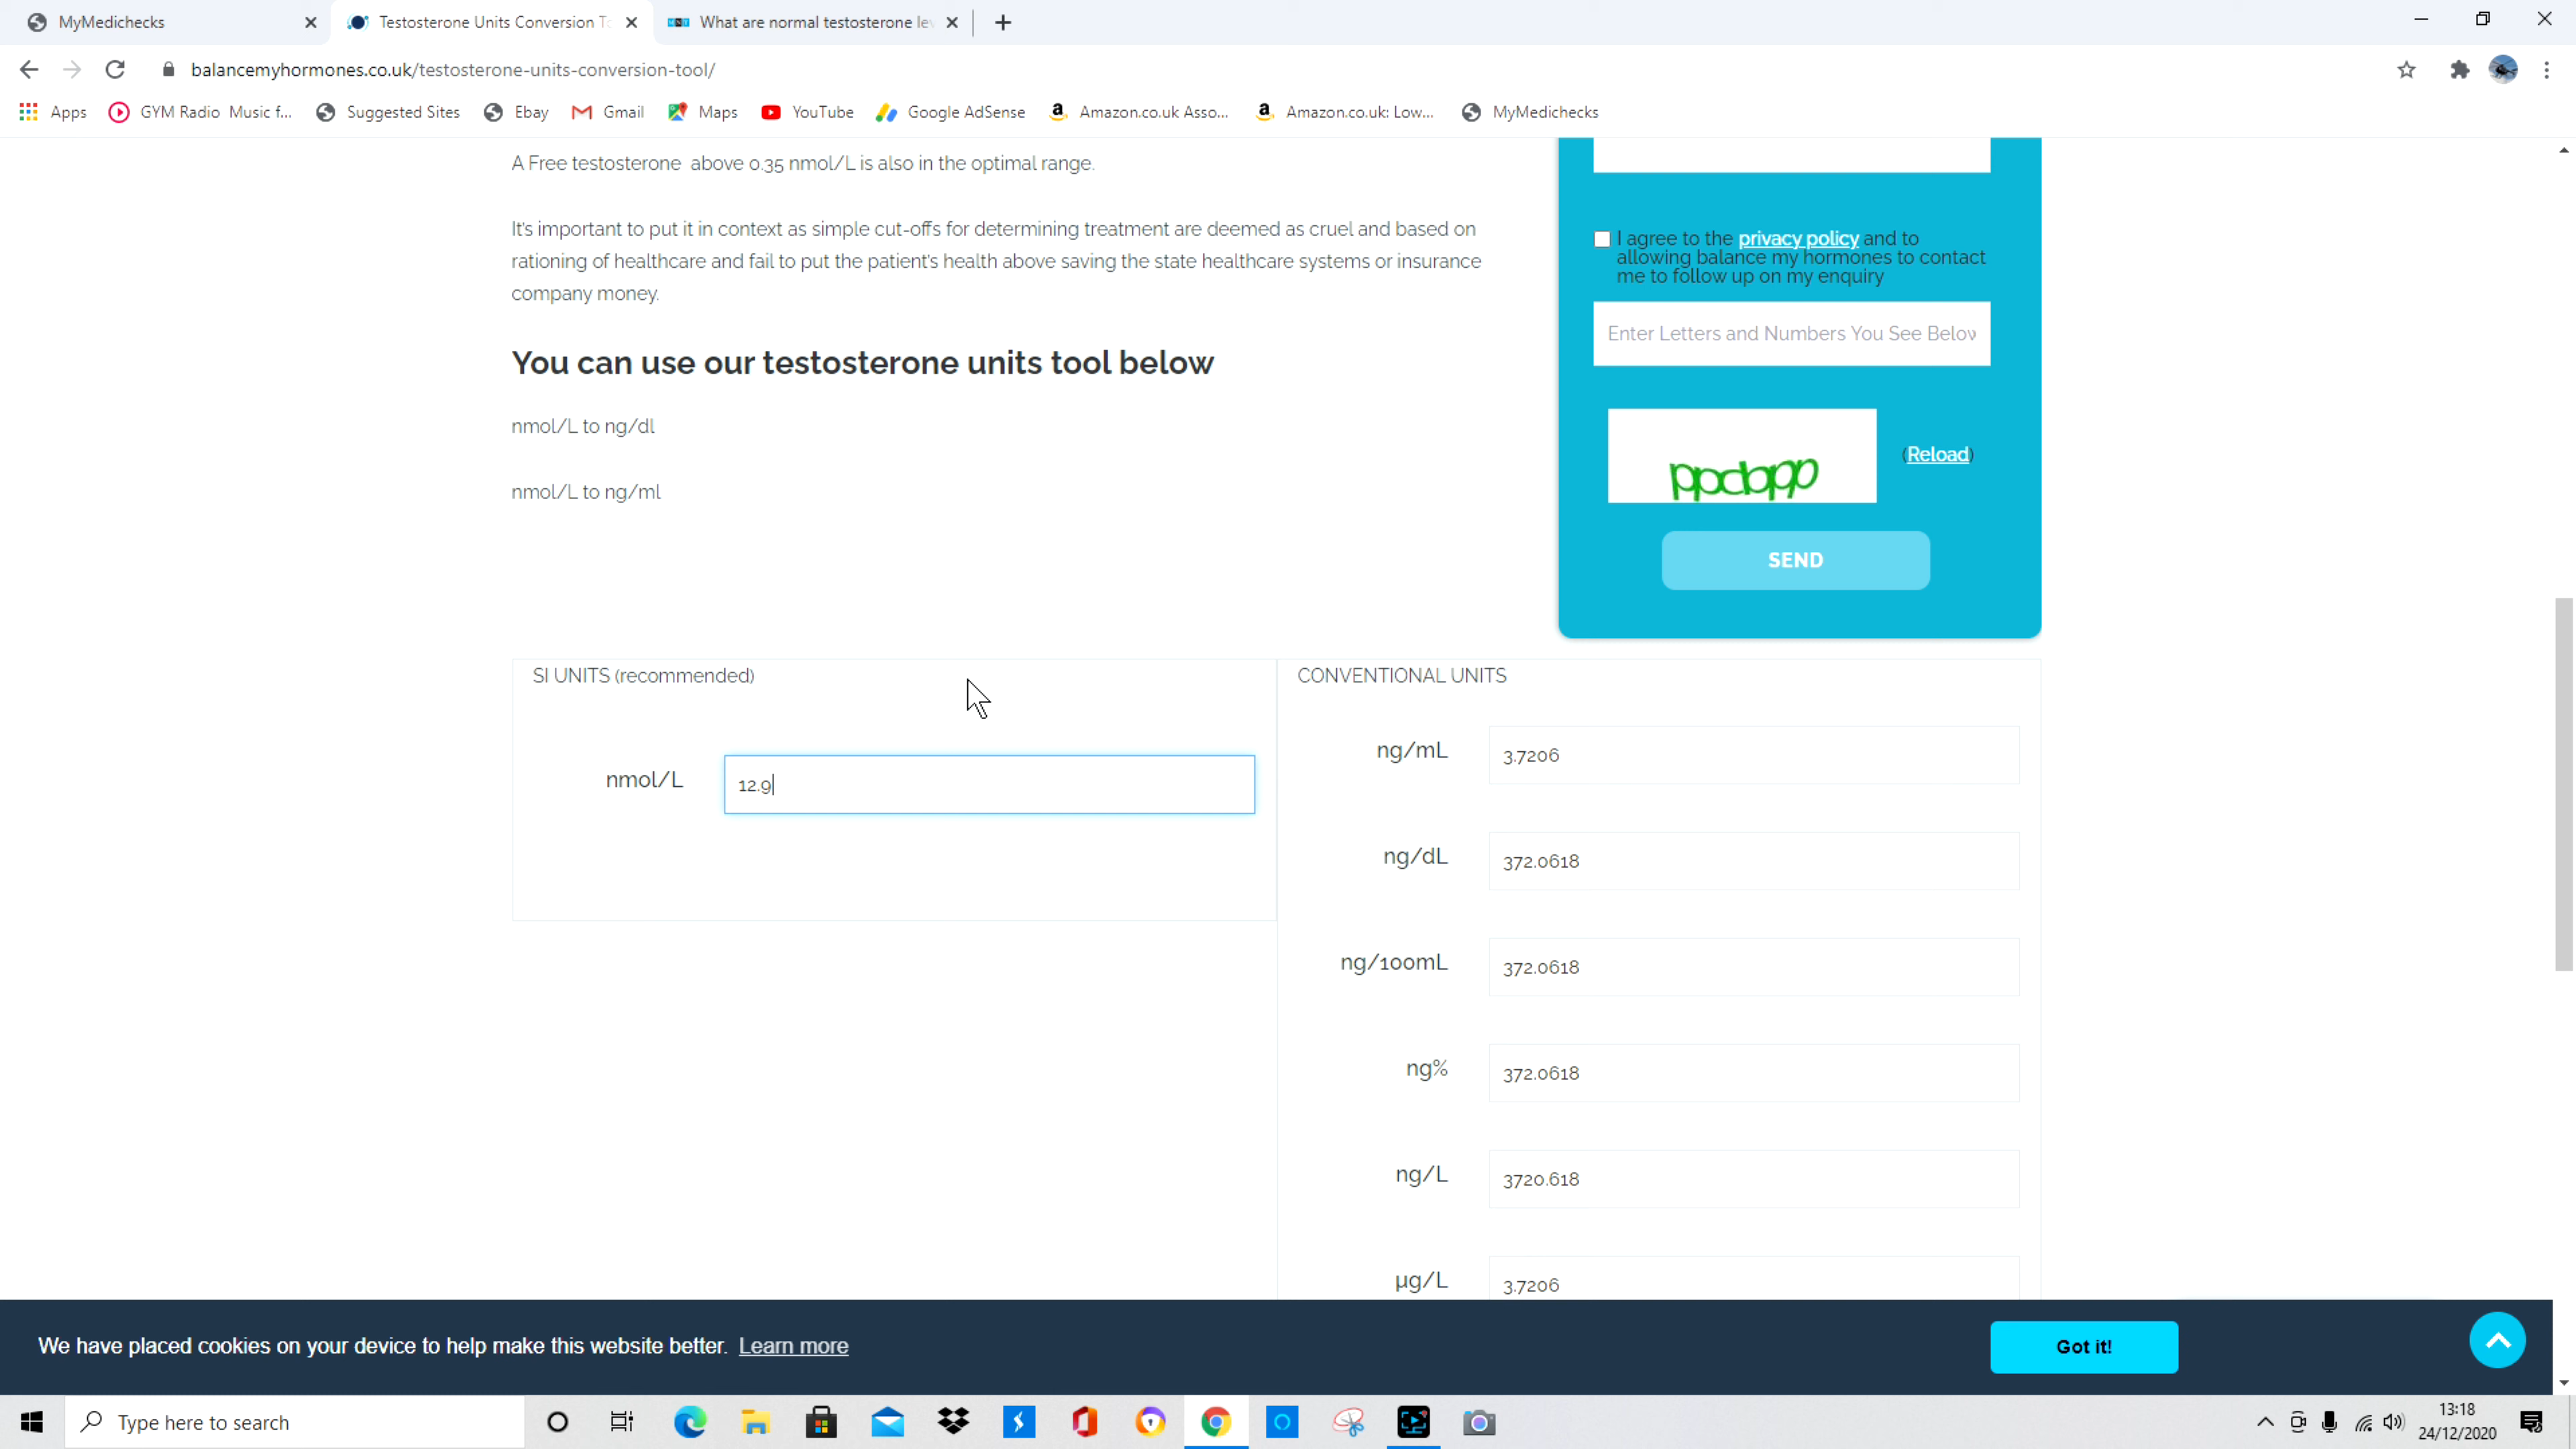 MyMedichecks
Testosterone Units Conversion To
What are normal testosterone lev
balancemyhormones.co.uk/testosterone-units-conversion-tool/
Apps
GYM Radio Music f...
Suggested Sites
Ebay
Gmail
Maps
YouTube
Google AdSense
Amazon.co.uk Asso...
Amazon.co.uk: Low...
MyMedichecks
A Free testosterone above 0.35 nmol/L is also in the optimal range.
It's important to put it in context as simple cut-offs for determining treatment are deemed as cruel and based on
rationing of healthcare and fail to put the patient's health above saving the state healthcare systems or insurance
company money.
You can use our testosterone units tool below
nmol/L to ng/dl
nmol/L to ng/ml
I agree to the privacy policy and to
allowing balance my hormones to contact
me to follow up on my enquiry
Enter Letters and Numbers You See Below
(Reload)
SEND
SI UNITS (recommended)
nmol/L
12.9
CONVENTIONAL UNITS
ng/mL
3.7206
ng/dL
372.0618
ng/100mL
372.0618
ng%
372.0618
ng/L
3720.618
µg/L
3.7206
We have placed cookies on your device to help make this website better. Learn more
Got it!
Type here to search
13:18
24/12/2020